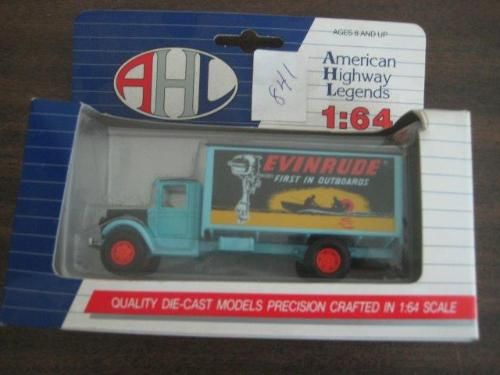 AGES 8 AND UP
AHL
American
Highway
Legends
841
1:64
EVINRUDE
FIRST IN OUTBOARDS
QUALITY DIE-CAST MODELS PRECISION CRAFTED IN 1:64 SCALE